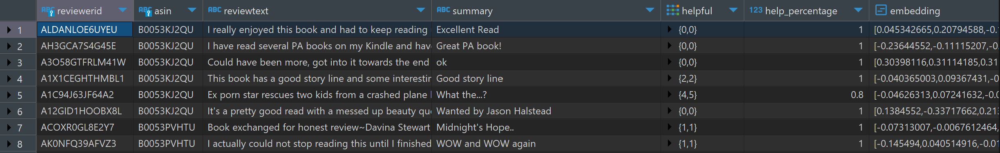 ABC reviewerid ABC asin ABC reviewtext ABC summary helpful 123 help_percentage embedding
1 ALDANLOE6UYEU B0053KJ2QU I really enjoyed this book and had to keep reading Excellent Read {0,0} 1 [0.045342665,0.20794588,-0.
2 AH3GCA7S4G45E B0053KJ2QU I have read several PA books on my Kindle and hav Great PA book! {0,0} 1 [-0.23644552,-0.11115207,-0.
3 A3O58GTFRLM41W B0053KJ2QU Could have been more, got into it towards the end ok {0,0} 1 [0.30398116,0.31114185,0.31
4 A1X1CEGHTHMBL1 B0053KJ2QU This book has a good story line and some interestin Good story line {2,2} 1 [-0.040365003,0.09367431,-0
5 A1C94J63JF64A2 B0053KJ2QU Ex porn star rescues two kids from a crashed plane What the...? {4,5} 0.8 [-0.04626313,0.07241632,-0.0
6 A12GID1HOOBX8L B0053KJ2QU It's a pretty good read with a messed up beauty qu Wanted by Jason Halstead {0,0} 1 [0.1384552,-0.33717662,0.213
7 ACOXR0GL8E2Y7 B0053PVHTU Book exchanged for honest review~Davina Stewart Midnight's Hope.. {1,1} 1 [-0.07313007,-0.0067612464,
8 AK0NFQ39AFVZ3 B0053PVHTU I actually could not stop reading this until I finished WOW and WOW again {1,1} 1 [-0.145494,0.040514916,-0.01